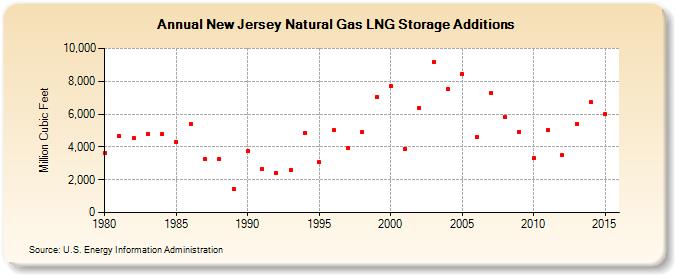 Annual New Jersey Natural Gas LNG Storage Additions
Million Cubic Feet
10,000
8,000
6,000
4,000
2,000
0
1980 1985 1990 1995 2000 2005 2010 2015
Source: U.S. Energy Information Administration